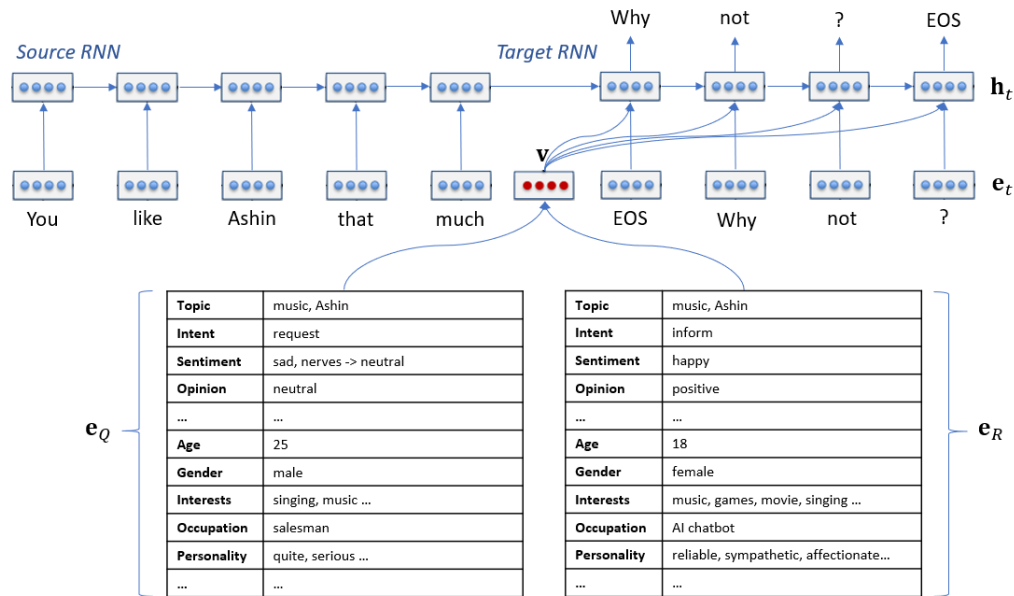 Why not ? EOS
Source RNN Target RNN
h_t
v
e_t
You like Ashin that much EOS Why not ?
Topic music, Ashin
Intent request
Sentiment sad, nerves -> neutral
Opinion neutral
... ...
Age 25
Gender male
Interests singing, music ...
Occupation salesman
Personality quite, serious ...
... ...
e_Q
Topic music, Ashin
Intent inform
Sentiment happy
Opinion positive
... ...
Age 18
Gender female
Interests music, games, movie, singing ...
Occupation AI chatbot
Personality reliable, sympathetic, affectionate...
... ...
e_R